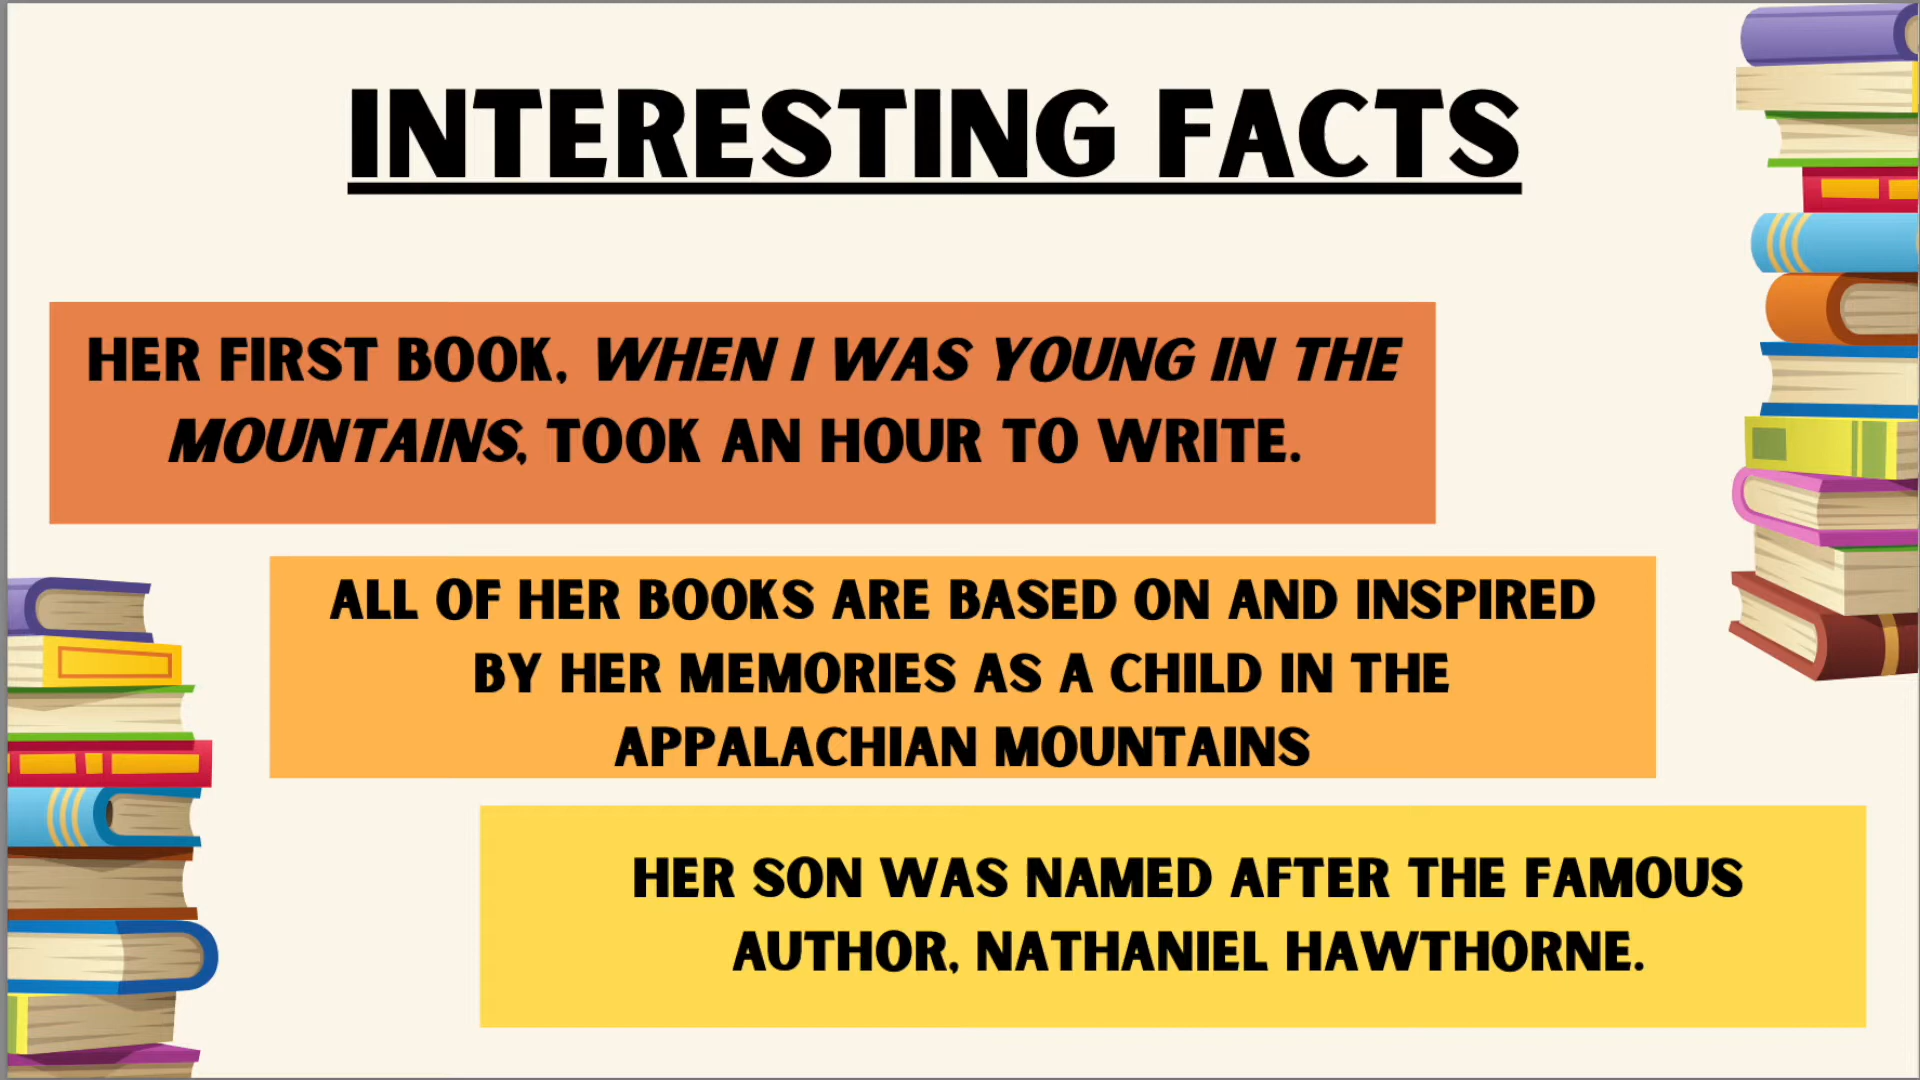 INTERESTING FACTS
HER FIRST BOOK, WHEN I WAS YOUNG IN THE
MOUNTAINS, TOOK AN HOUR TO WRITE.
ALL OF HER BOOKS ARE BASED ON AND INSPIRED
BY HER MEMORIES AS A CHILD IN THE
APPALACHIAN MOUNTAINS
HER SON WAS NAMED AFTER THE FAMOUS
AUTHOR, NATHANIEL HAWTHORNE.